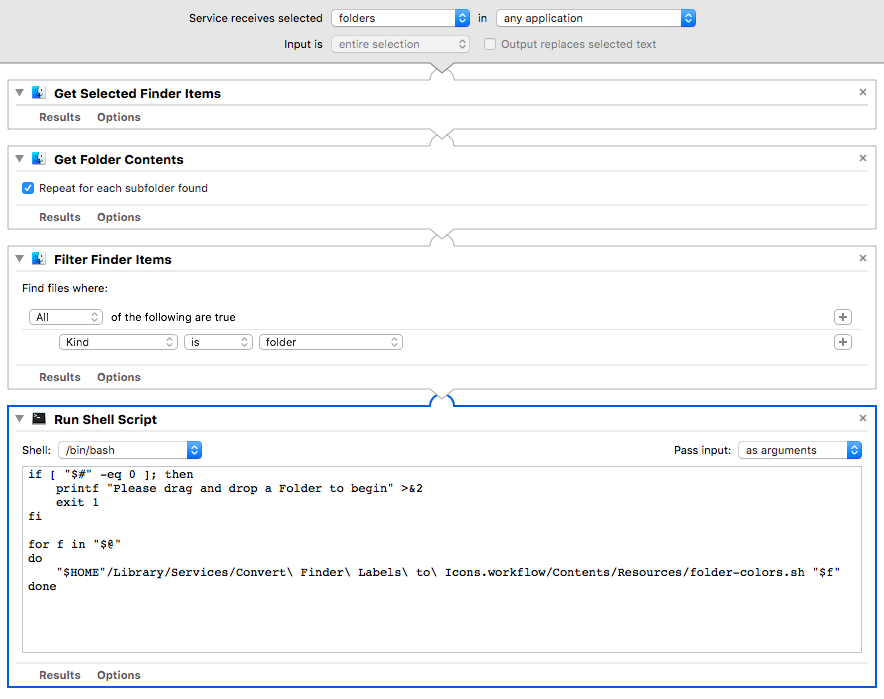 Service receives selected folders in any application
Input is entire selection Output replaces selected text
Get Selected Finder Items
Results Options
Get Folder Contents
Repeat for each subfolder found
Results Options
Filter Finder Items
Find files where:
All of the following are true
Kind is folder
Results Options
Run Shell Script
Shell: /bin/bash Pass input: as arguments
if [ "$#" -eq 0 ]; then
    printf "Please drag and drop a Folder to begin" >&2
    exit 1
fi
for f in "$@"
do
    "$HOME"/Library/Services/Convert\ Finder\ Labels\ to\ Icons.workflow/Contents/Resources/folder-colors.sh "$f"
done
Results Options